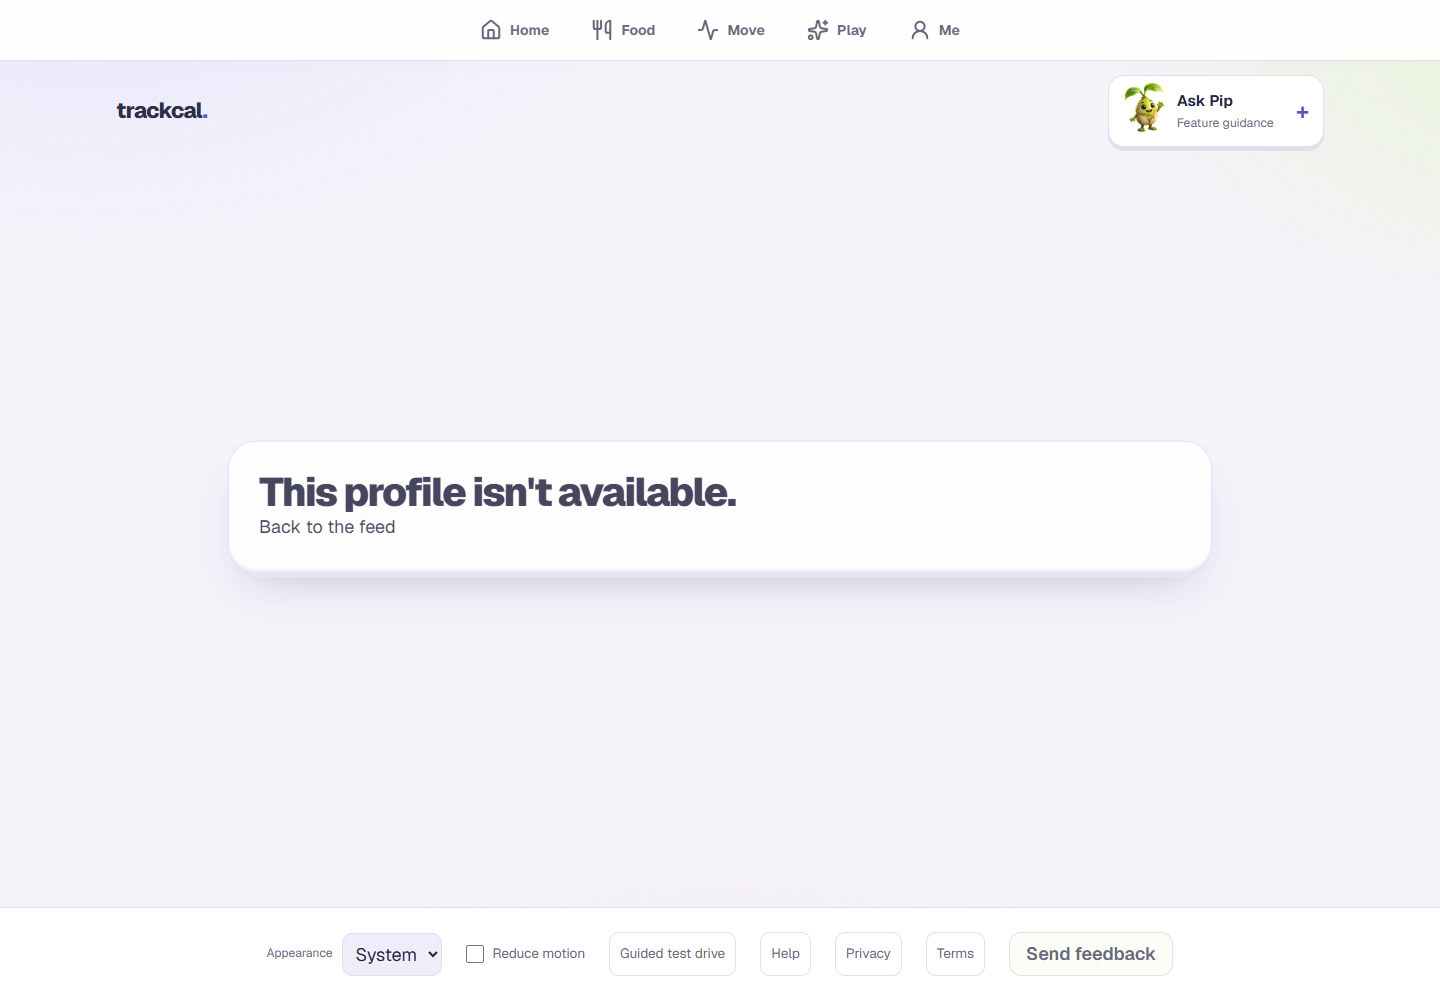 Home Food Move Play Me
trackcal.
Ask Pip
Feature guidance
+
This profile isn't available.
Back to the feed
Appearance System Reduce motion Guided test drive Help Privacy Terms Send feedback